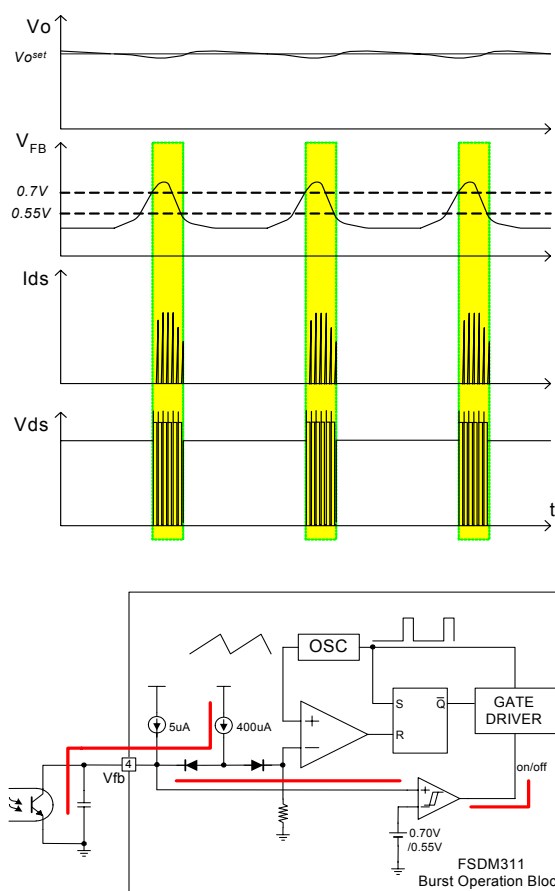 Vo
Vo^set
V_FB
0.7V
0.55V
Ids
Vds
t
OSC
5uA
400uA
+
−
S
Q̅
R
GATE
DRIVER
4
Vfb
on/off
+
−
0.70V
/0.55V
FSDM311
Burst Operation Bloc